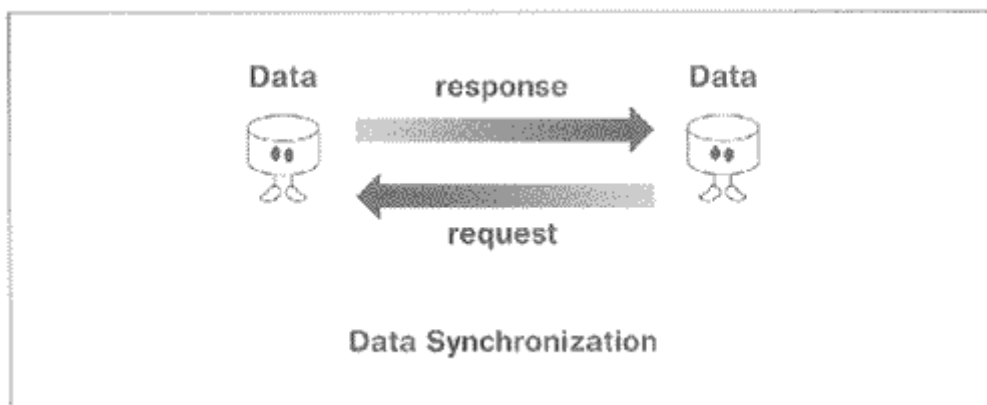 Data Data
response
request
Data Synchronization